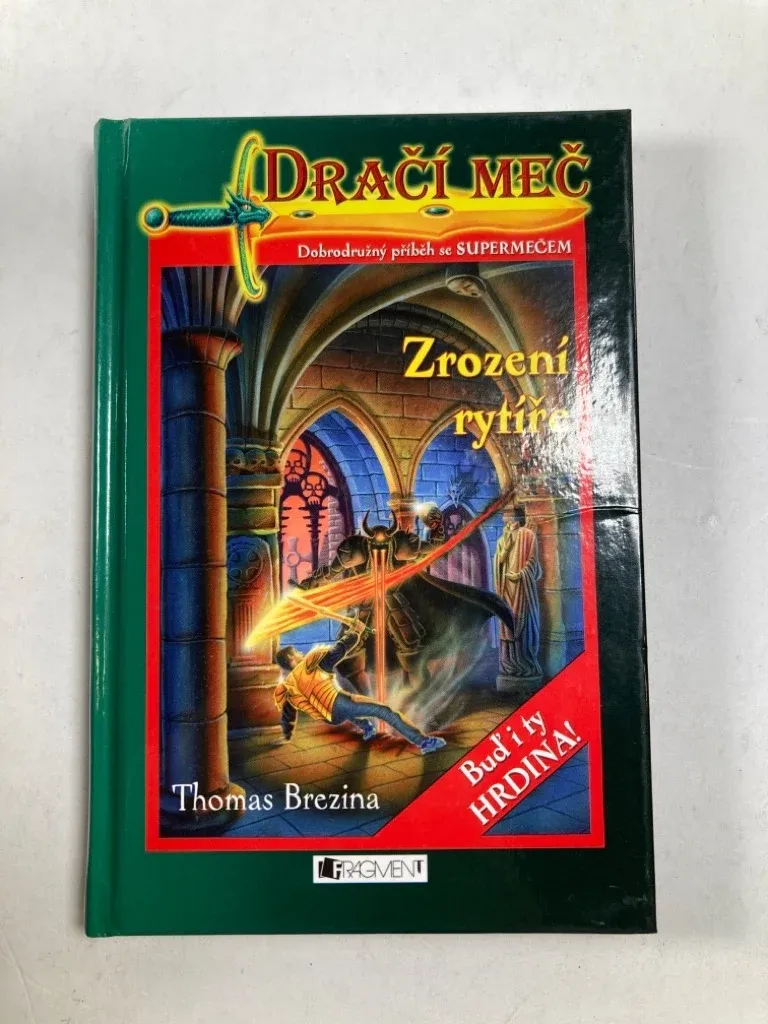 DRAČÍ MEČ
Dobrodružný příběh se SUPERMEČEM
Zrození
rytíře
Buď i ty
HRDINA!
Thomas Brezina
FRAGMENT